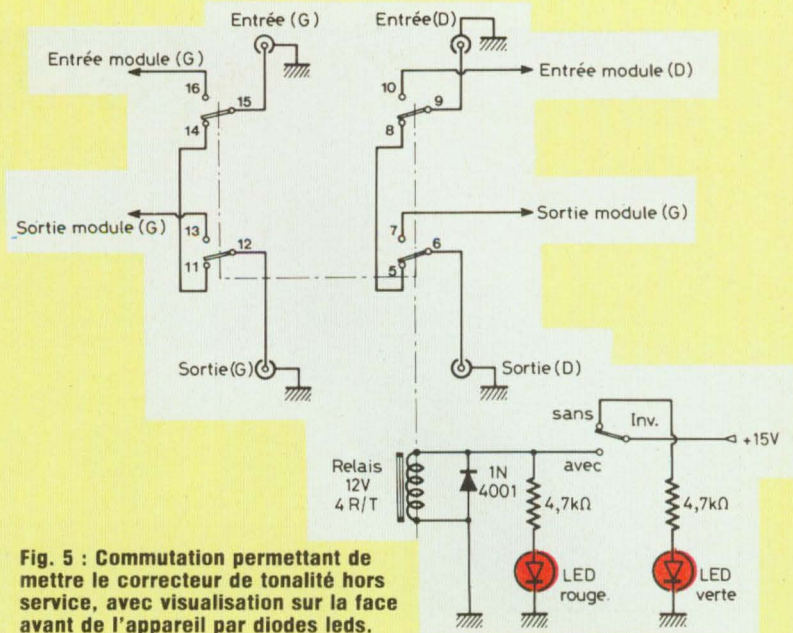 Entrée (G)
Entrée(D)
Entrée module (G)
Entrée module (D)
16
15
14
10
9
8
Sortie module (G)
Sortie module (G)
13
12
11
7
6
5
Sortie(G)
Sortie (D)
sans
Inv.
+15V
avec
Relais
12V
4 R/T
1N
4001
4,7kΩ
4,7kΩ
LED
rouge.
LED
verte
Fig. 5 : Commutation permettant de
mettre le correcteur de tonalité hors
service, avec visualisation sur la face
avant de l'appareil par diodes leds.